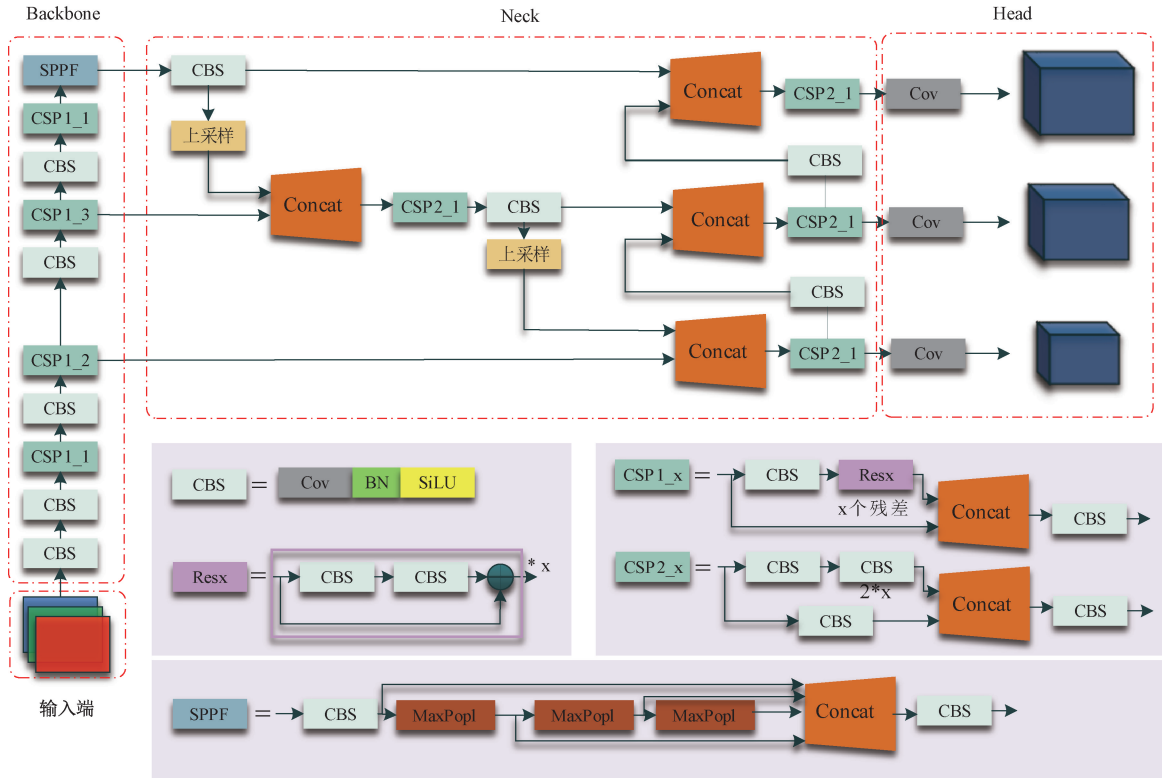 Backbone
Neck
Head
SPPF
CSP1_1
CBS
CSP1_3
CBS
CSP1_2
CBS
CSP1_1
CBS
CBS
输入端
CBS
上采样
Concat
CSP2_1
CBS
上采样
Concat
CSP2_1
CBS
Concat
CSP2_1
CBS
Concat
CSP2_1
Cov
Cov
Cov
CBS
=
Cov
BN
SiLU
Resx
=
CBS
CBS
* x
CSP1_x
=
CBS
Resx
x个残差
Concat
CBS
CSP2_x
=
CBS
CBS
2*x
CBS
Concat
CBS
SPPF
=
CBS
MaxPopl
MaxPopl
MaxPopl
Concat
CBS